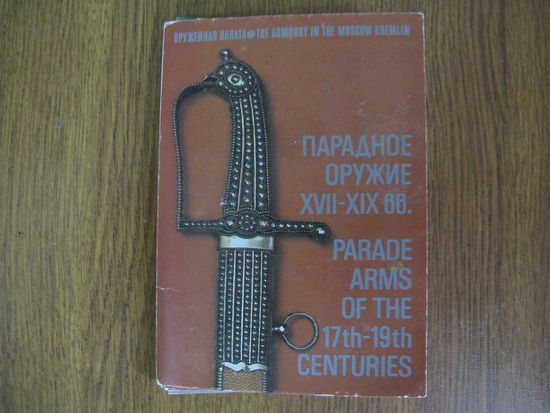 ОРУЖЕЙНАЯ ПАЛАТА • THE ARMOURY IN THE MOSCOW KREMLIN
ПАРАДНОЕ
ОРУЖИЕ
XVII-XIX вв.
PARADE
ARMS
OF THE
17th-19th
CENTURIES